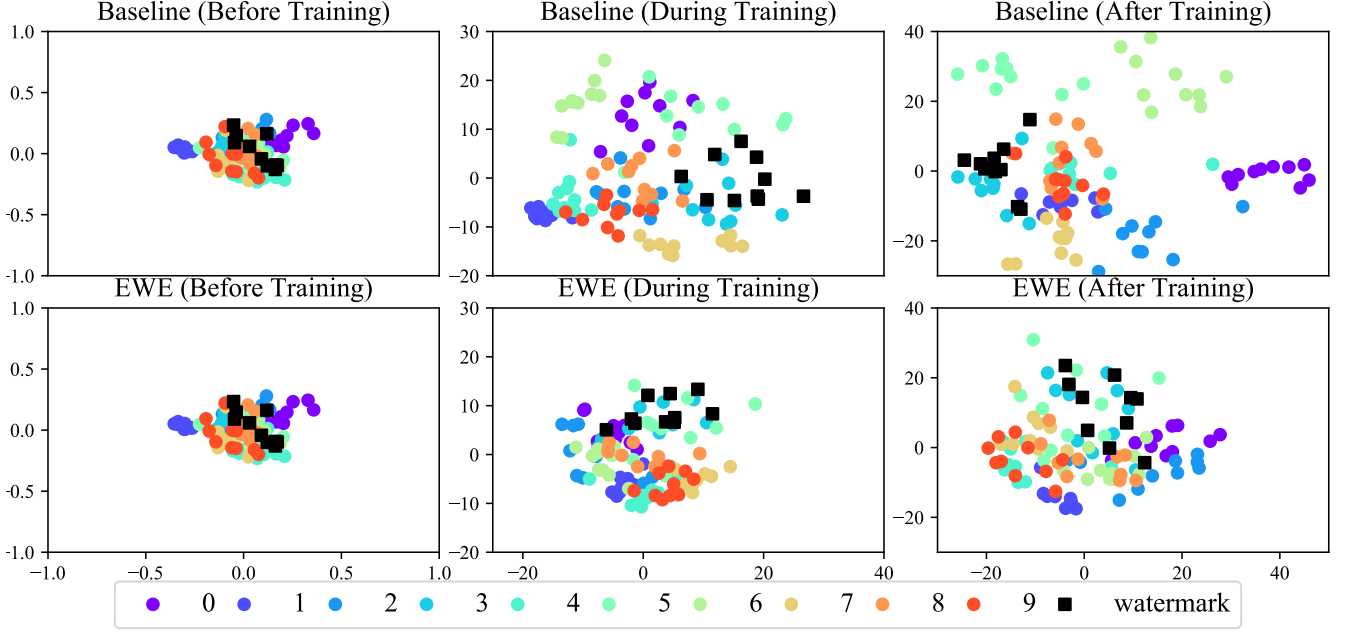 Baseline (Before Training) Baseline (During Training) Baseline (After Training)
1.0 30 40
0.5 20 20
0.0 10 0
−0.5 0 −20
−1.0 −10
−20
EWE (Before Training) EWE (During Training) EWE (After Training)
1.0 30 40
0.5 20 20
0.0 10 0
−0.5 0 −20
−1.0 −10
−20
−1.0 −0.5 0.0 0.5 1.0 −20 0 20 40 −20 0 20 40
0 1 2 3 4 5 6 7 8 9 watermark